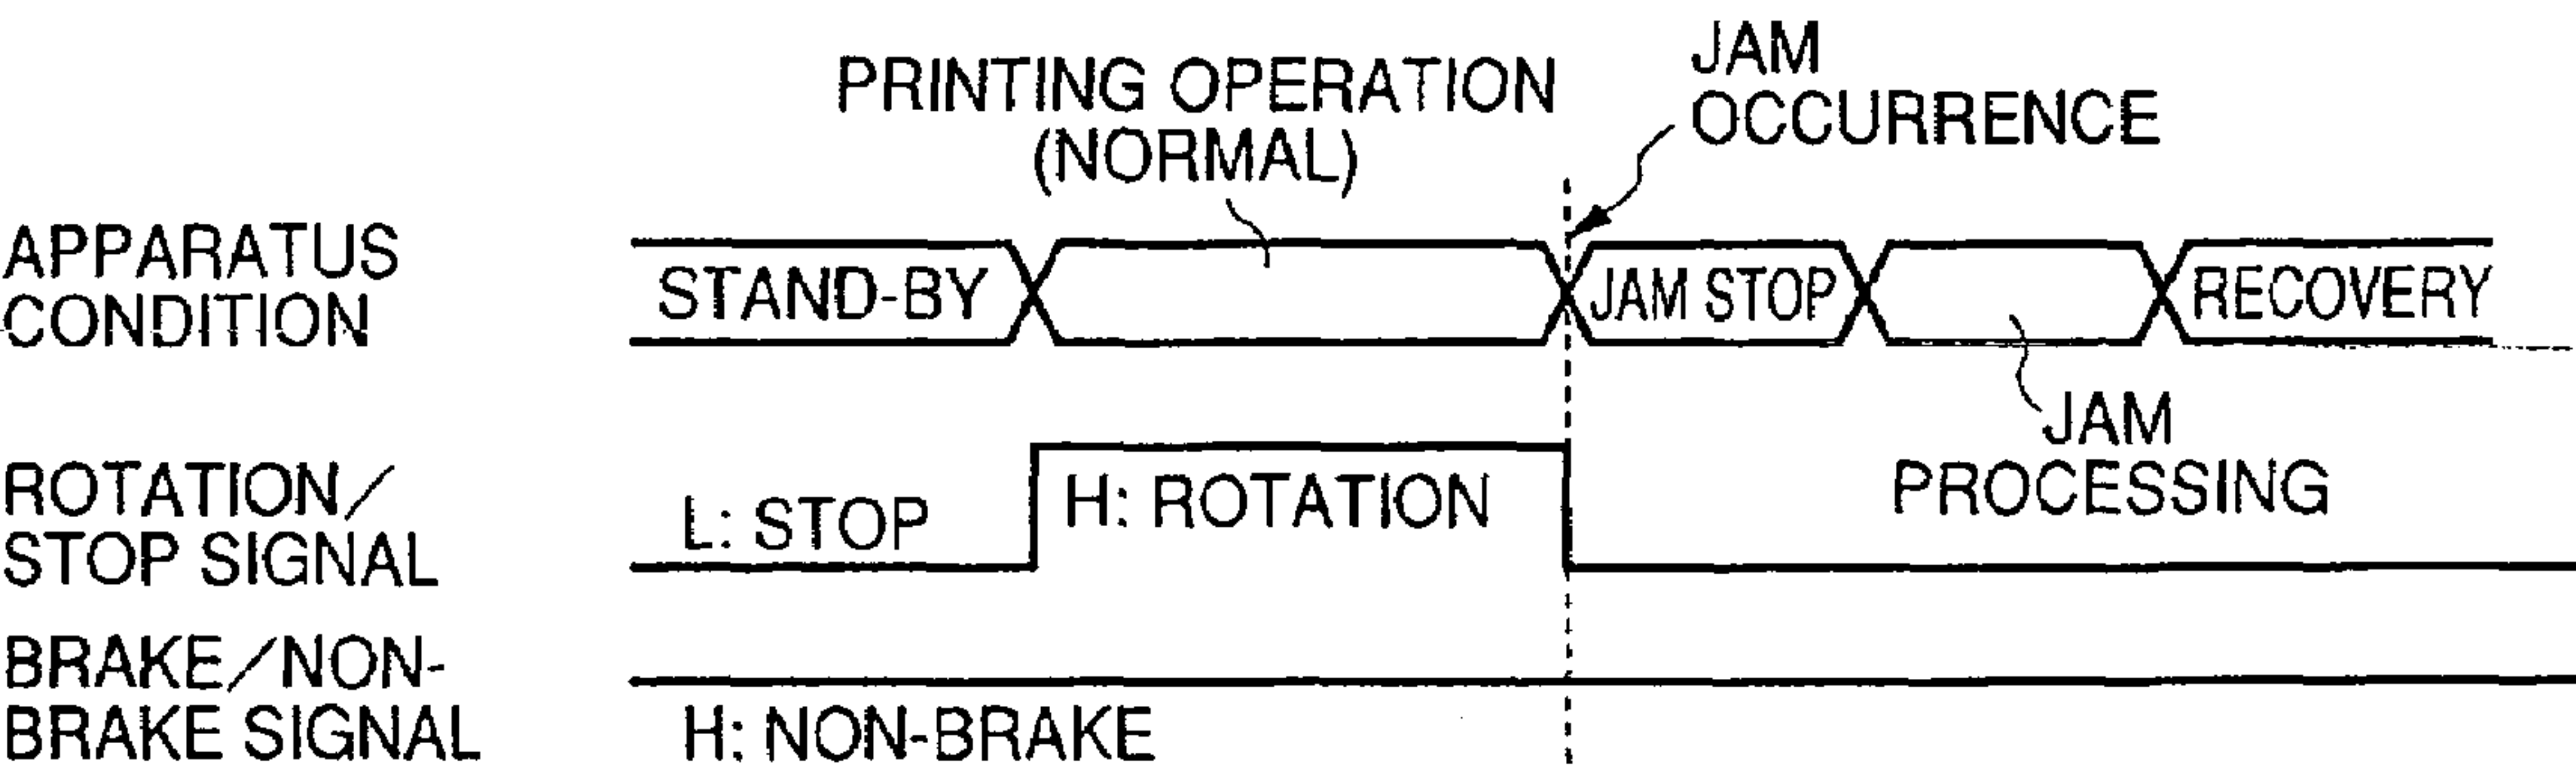 PRINTING OPERATION
(NORMAL)
JAM
OCCURRENCE
APPARATUS
CONDITION
STAND-BY
JAM STOP
RECOVERY
JAM
PROCESSING
ROTATION/
STOP SIGNAL
L: STOP
H: ROTATION
BRAKE/NON-
BRAKE SIGNAL
H: NON-BRAKE